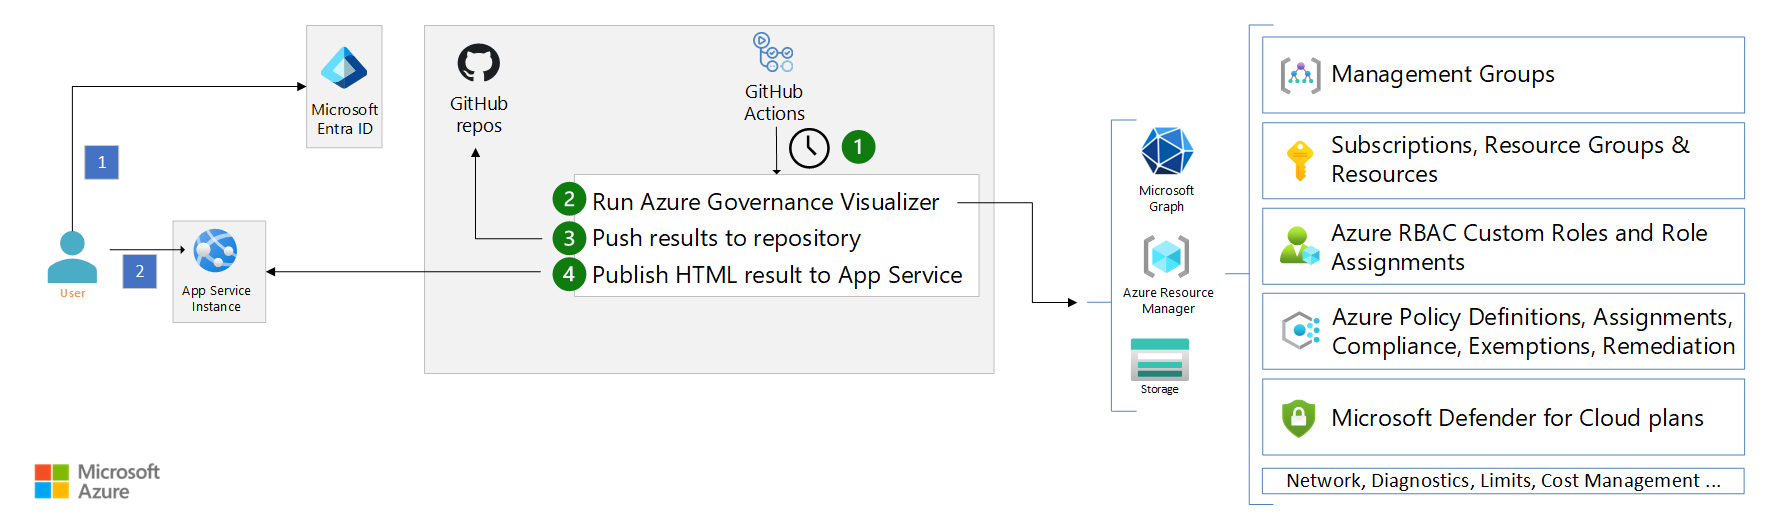 Microsoft
Entra ID
1
User
2
App Service
Instance
GitHub
repos
GitHub
Actions
1
2 Run Azure Governance Visualizer
3 Push results to repository
4 Publish HTML result to App Service
Microsoft
Graph
Azure Resource
Manager
Storage
Management Groups
Subscriptions, Resource Groups &
Resources
Azure RBAC Custom Roles and Role
Assignments
Azure Policy Definitions, Assignments,
Compliance, Exemptions, Remediation
Microsoft Defender for Cloud plans
Network, Diagnostics, Limits, Cost Management ...
Microsoft
Azure